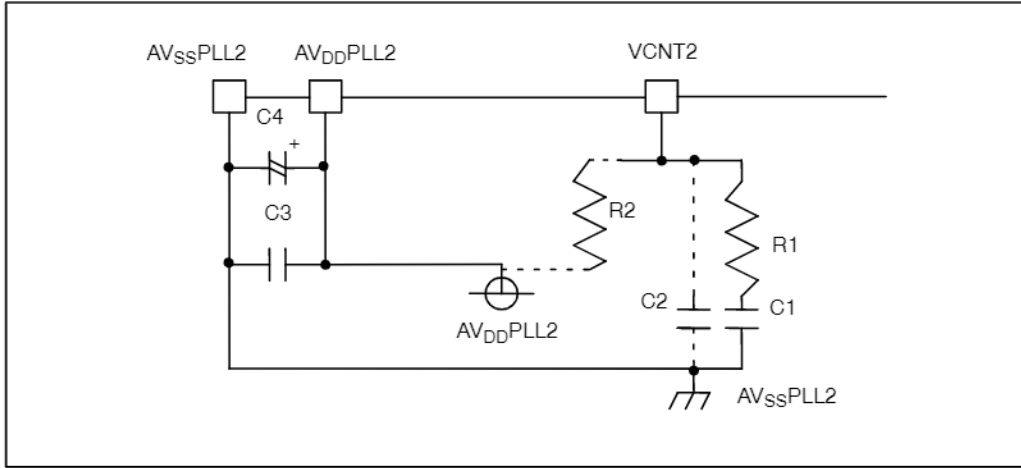 AVSSPLL2
AVDDPLL2
VCNT2
C4
+
C3
R2
R1
C2
C1
AVDDPLL2
AVSSPLL2